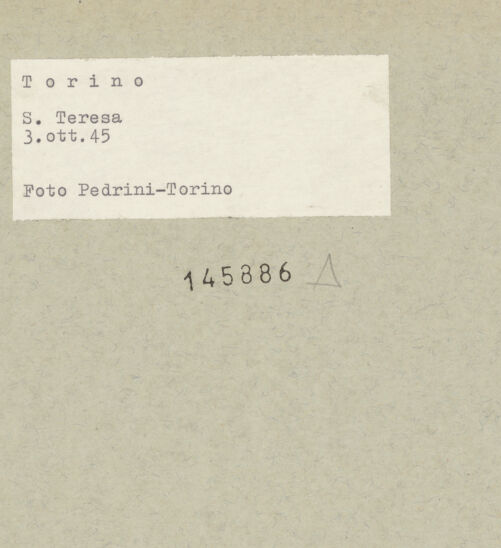 T o r i n o
S. Teresa
3.ott.45
Foto Pedrini-Torino
145886